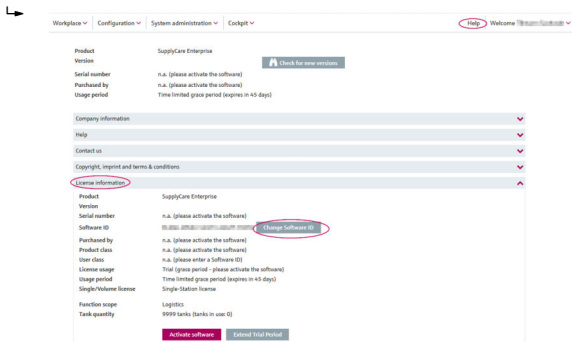 Workplace Configuration System administration Cockpit Help Welcome
Product SupplyCare Enterprise
Version Check for new versions
Serial number n.a. (please activate the software)
Purchased by n.a. (please activate the software)
Usage period Time limited grace period (expires in 45 days)
Company information
Help
Contact us
Copyright, imprint and terms & conditions
License information
Product SupplyCare Enterprise
Version
Serial number n.a. (please activate the software)
Software ID Change Software ID
Purchased by n.a. (please activate the software)
Product class n.a. (please activate the software)
User class n.a. (please enter a Software ID)
License usage Trial (grace period - please activate the software)
Usage period Time limited grace period (expires in 45 days)
Single/Volume license Single-Station license
Function scope Logistics
Tank quantity 9999 tanks (tanks in use: 0)
Activate software Extend Trial Period